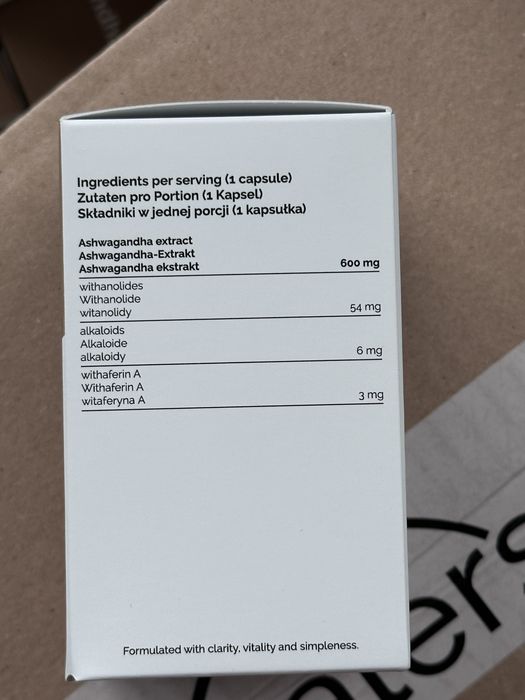 Ingredients per serving (1 capsule)
Zutaten pro Portion (1 Kapsel)
Składniki w jednej porcji (1 kapsułka)
Ashwagandha extract
Ashwagandha-Extrakt
Ashwagandha ekstrakt 600 mg
withanolides
Withanolide
witanolidy 54 mg
alkaloids
Alkaloide
alkaloidy 6 mg
withaferin A
Withaferin A
witaferyna A 3 mg
Formulated with clarity, vitality and simpleness.